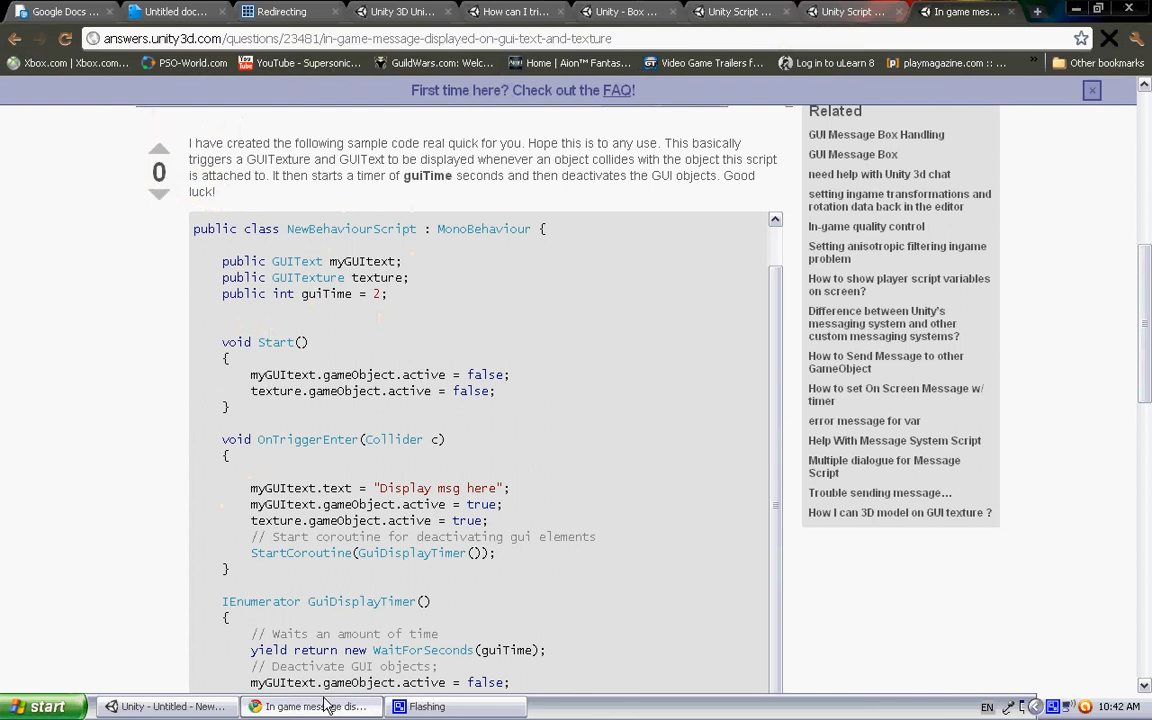 Google Docs ...
Untitled doc...
Redirecting
Unity 3D Uni...
How can I tri...
Unity - Box ...
Unity Script ...
Unity Script ...
In game mes...
answers.unity3d.com/questions/23481/in-game-message-displayed-on-gui-text-and-texture
Xbox.com | Xbox.com...
PSO-World.com
YouTube - Supersonic...
GuildWars.com: Welc...
Home | Aion™ Fantas...
Video Game Trailers f...
Log in to uLearn 8
playmagazine.com :: ...
»
Other bookmarks
First time here? Check out the FAQ!
x
I have created the following sample code real quick for you. Hope this is to any use. This basically
triggers a GUITexture and GUIText to be displayed whenever an object collides with the object this script
is attached to. It then starts a timer of guiTime seconds and then deactivates the GUI objects. Good
luck!
0
public class NewBehaviourScript : MonoBehaviour {
public GUIText myGUItext;
public GUITexture texture;
public int guiTime = 2;
void Start()
{
myGUItext.gameObject.active = false;
texture.gameObject.active = false;
}
void OnTriggerEnter(Collider c)
{
myGUItext.text = "Display msg here";
myGUItext.gameObject.active = true;
texture.gameObject.active = true;
// Start coroutine for deactivating gui elements
StartCoroutine(GuiDisplayTimer());
}
IEnumerator GuiDisplayTimer()
{
// Waits an amount of time
yield return new WaitForSeconds(guiTime);
// Deactivate GUI objects;
myGUItext.gameObject.active = false;
Related
GUI Message Box Handling
GUI Message Box
need help with Unity 3d chat
setting ingame transformations and
rotation data back in the editor
In-game quality control
Setting anisotropic filtering ingame
problem
How to show player script variables
on screen?
Difference between Unity's
messaging system and other
custom messaging systems?
How to Send Message to other
GameObject
How to set On Screen Message w/
timer
error message for var
Help With Message System Script
Multiple dialogue for Message
Script
Trouble sending message...
How I can 3D model on GUI texture ?
start
Unity - Untitled - New...
In game message dis...
Flashing
EN
10:42 AM